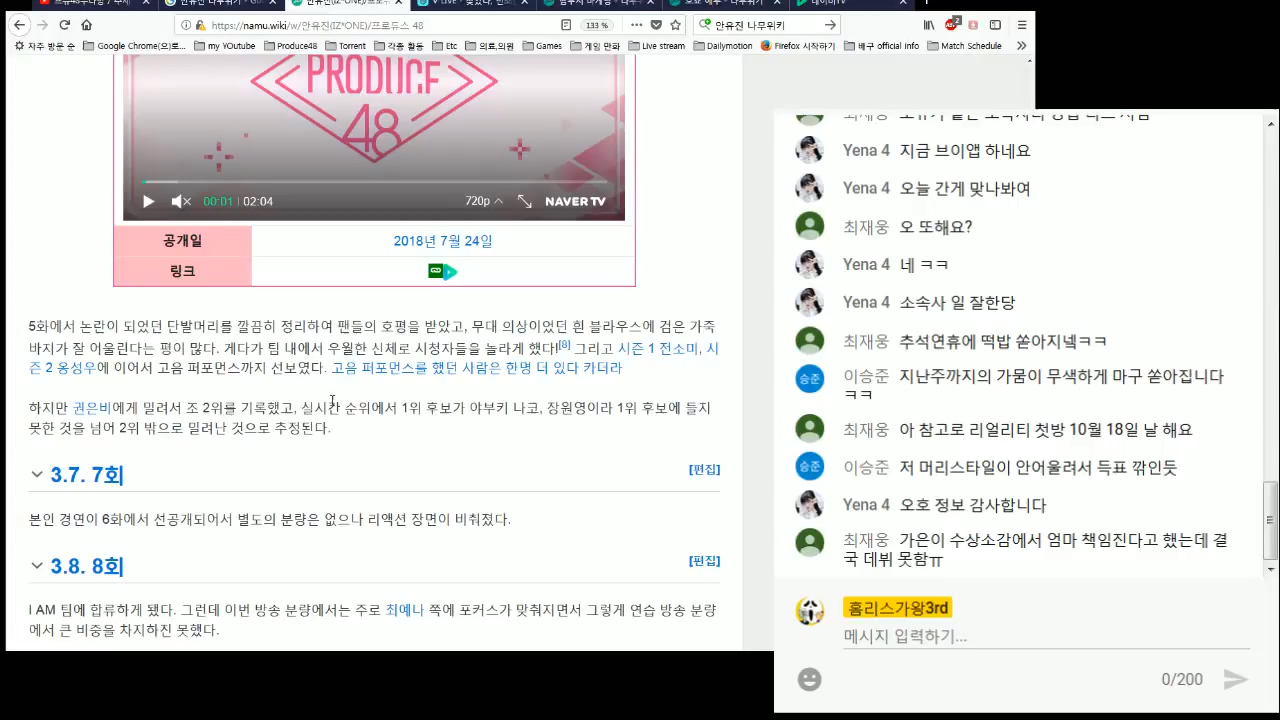 https://namu.wiki/w/안유진(IZ*ONE)/프로듀스 48
133 %
안유진 나무위키
자주 방문 순
Google Chrome(으)로...
my YOutube
Produce48
Torrent
각종 활동
Etc
의료,의원
Games
게임 만화
Live stream
Dailymotion
Firefox 시작하기
배구 official info
Match Schedule
PRODUCE
48
00:01 02:04
720p
NAVER TV
공개일
2018년 7월 24일
링크
5화에서 논란이 되었던 단발머리를 깔끔히 정리하여 팬들의 호평을 받았고, 무대 의상이었던 흰 블라우스에 검은 가죽
바지가 잘 어울린다는 평이 많다. 게다가 팀 내에서 우월한 신체로 시청자들을 놀라게 했다![8] 그리고 시즌 1 전소미, 시
즌 2 옹성우에 이어서 고음 퍼포먼스까지 선보였다. 고음 퍼포먼스를 했던 사람은 한명 더 있다 카더라
하지만 권은비에게 밀려서 조 2위를 기록했고, 실시간 순위에서 1위 후보가 야부키 나코, 장원영이라 1위 후보에 들지
못한 것을 넘어 2위 밖으로 밀려난 것으로 추정된다.
3.7. 7회
[편집]
본인 경연이 6화에서 선공개되어서 별도의 분량은 없으나 리액션 장면이 비춰졌다.
3.8. 8회
[편집]
I AM 팀에 합류하게 됐다. 그런데 이번 방송 분량에서는 주로 최예나 쪽에 포커스가 맞춰지면서 그렇게 연습 방송 분량
에서 큰 비중을 차지하진 못했다.
Yena 4 지금 브이앱 하네요
Yena 4 오늘 간게 맞나봐여
최재웅 오 또해요?
Yena 4 네 ㅋㅋ
Yena 4 소속사 일 잘한당
최재웅 추석연휴에 떡밥 쏟아지넼ㅋㅋ
승준 이승준 지난주까지의 가뭄이 무색하게 마구 쏟아집니다
ㅋㅋ
최재웅 아 참고로 리얼리티 첫방 10월 18일 날 해요
승준 이승준 저 머리스타일이 안어울려서 득표 깎인듯
Yena 4 오호 정보 감사합니다
최재웅 가은이 수상소감에서 엄마 책임진다고 했는데 결
국 데뷔 못함ㅠ
홈리스가왕3rd
메시지 입력하기...
0/200